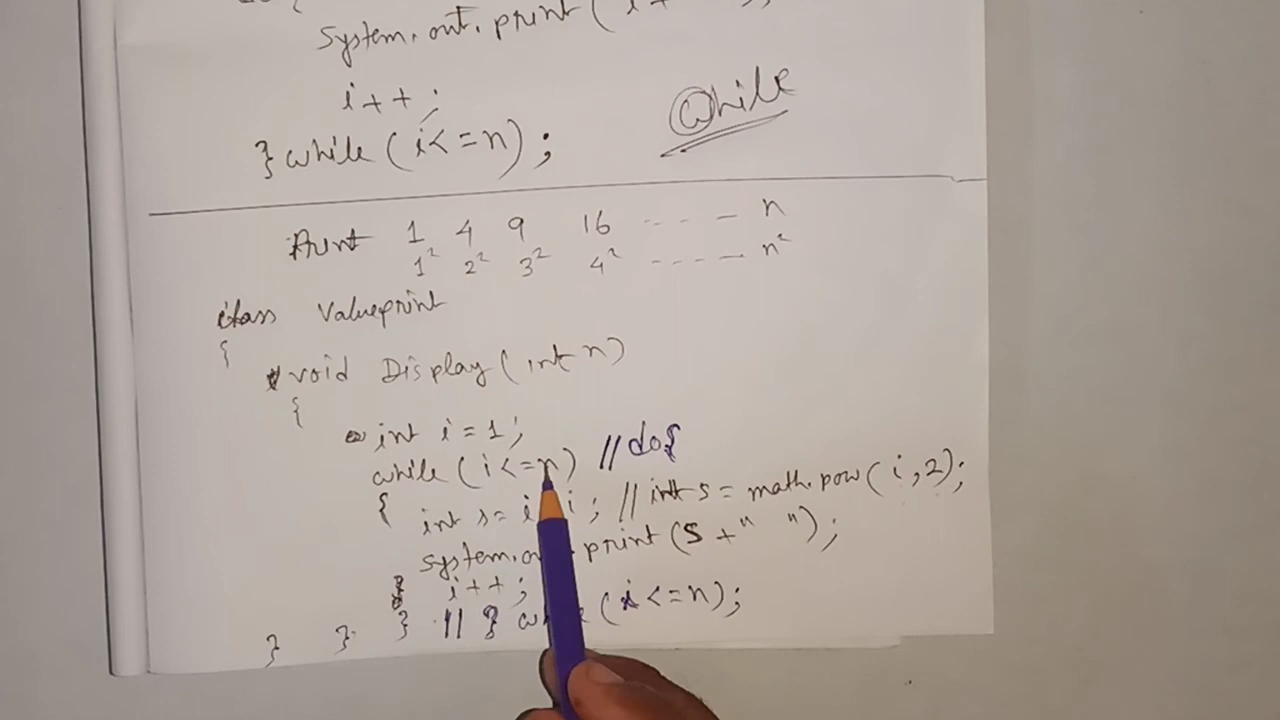 System.out.print(i+
i++;
} while (i<=n);
While
Print 1 4 9 16 ---- n
1² 2² 3² 4² ---- n²
class Valueprint
{
void Display(int n)
{
int i=1;
while (i<=n) //do{
{ int s=i i; //int s=math.pow(i,2);
System.ou print(s+" ");
} i++;
} } } // } (i<=n);